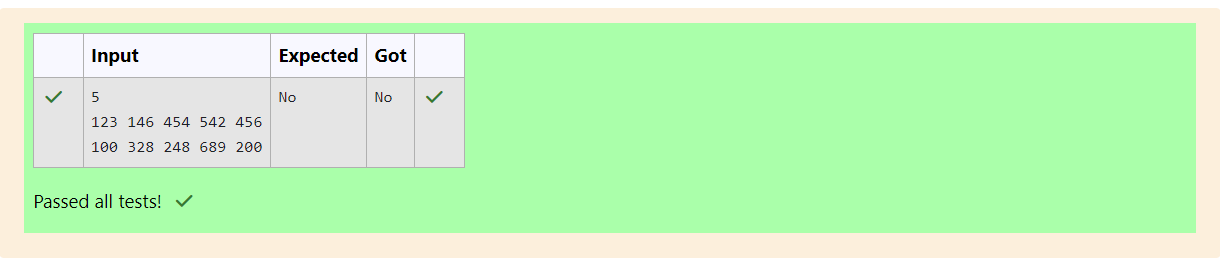 Input Expected Got
5 No No
123 146 454 542 456
100 328 248 689 200
Passed all tests!